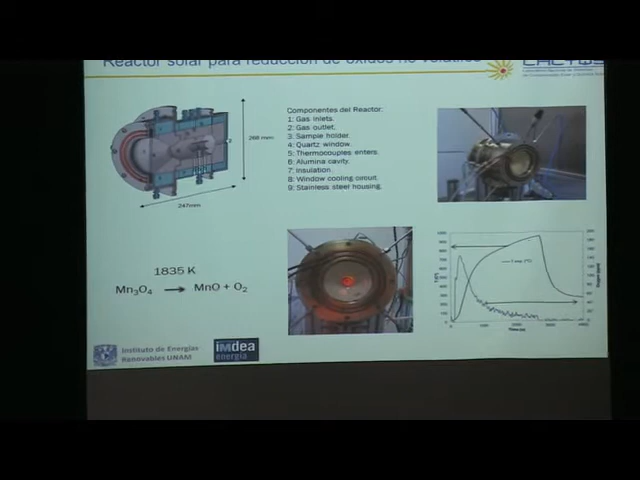 Reactor solar para reducción de óxidos no volátiles
Componentes del Reactor:
1: Gas inlets.
2: Gas outlet.
3: Sample holder.
4: Quartz window.
5: Thermocouples enters.
6: Alumina cavity.
7: Insulation.
8: Window cooling circuit.
9: Stainless steel housing.
268 mm
247mm
1835 K
Mn3O4 → MnO + O2
Instituto de Energías
Renovables UNAM
imdea
energía